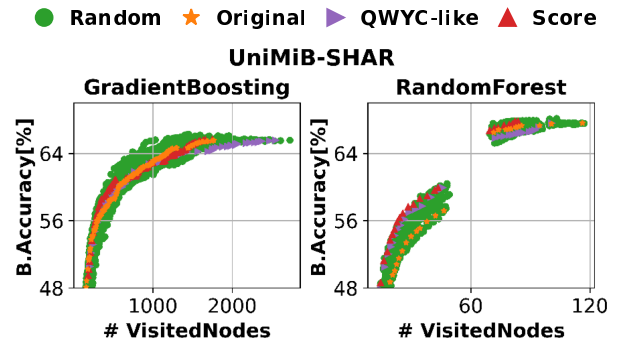 Random Original QWYC-like Score
UniMiB-SHAR
GradientBoosting RandomForest
B.Accuracy[%] B.Accuracy[%]
64 64
56 56
48 48
1000 2000 60 120
# VisitedNodes # VisitedNodes